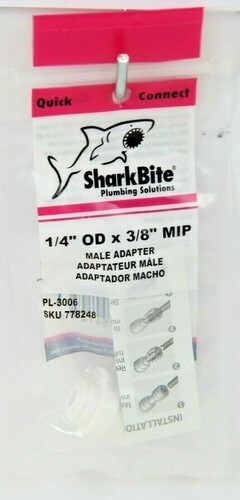 Quick Connect
SharkBite®
Plumbing Solutions
1/4" OD x 3/8" MIP
MALE ADAPTER
ADAPTATEUR MÂLE
ADAPTADOR MACHO
PL-3006
SKU 778248
INSTALLATION